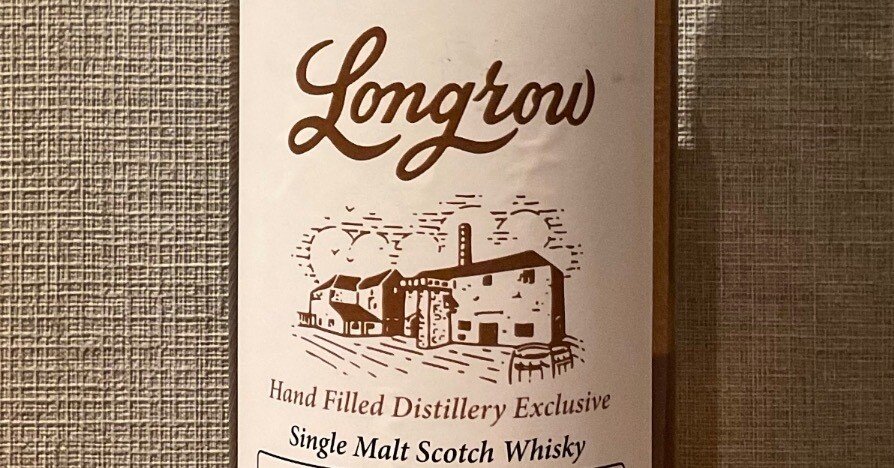 Longrow
Hand Filled Distillery Exclusive
Single Malt Scotch Whisky